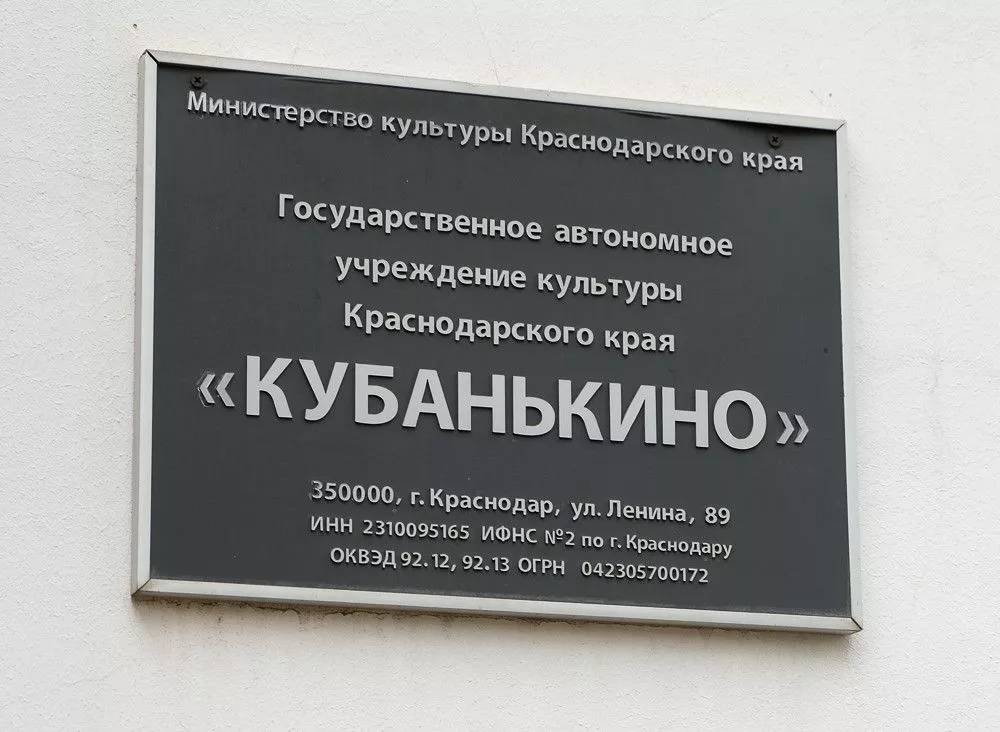 Министерство культуры Краснодарского края
Государственное автономное
учреждение культуры
Краснодарского края
«КУБАНЬКИНО»
350000, г. Краснодар, ул. Ленина, 89
ИНН 2310095165 ИФНС №2 по г. Краснодару
ОКВЭД 92.12, 92.13 ОГРН 042305700172